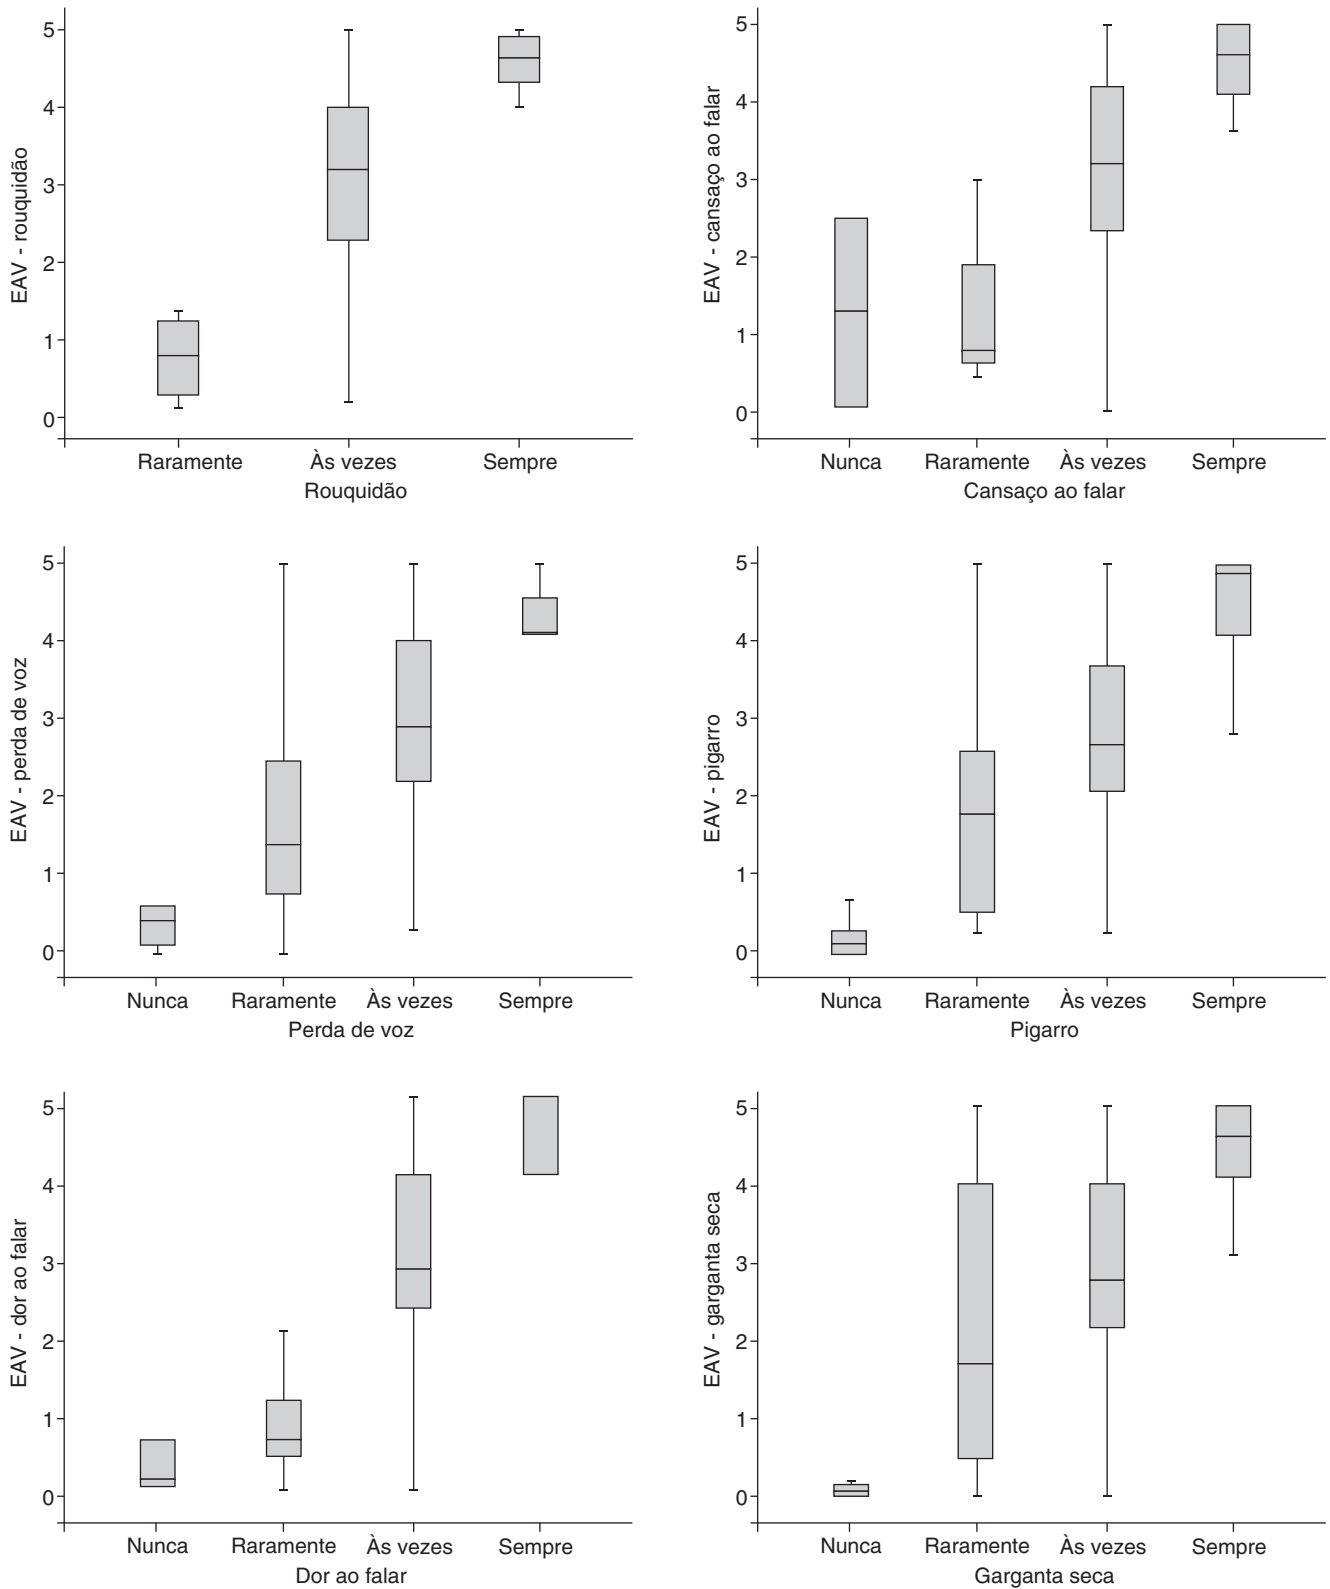 EAV - rouquidão
5
4
3
2
1
0
Raramente Às vezes Sempre
Rouquidão
EAV - cansaço ao falar
5
4
3
2
1
0
Nunca Raramente Às vezes Sempre
Cansaço ao falar
EAV - perda de voz
5
4
3
2
1
0
Nunca Raramente Às vezes Sempre
Perda de voz
EAV - pigarro
5
4
3
2
1
0
Nunca Raramente Às vezes Sempre
Pigarro
EAV - dor ao falar
5
4
3
2
1
0
Nunca Raramente Às vezes Sempre
Dor ao falar
EAV - garganta seca
5
4
3
2
1
0
Nunca Raramente Às vezes Sempre
Garganta seca